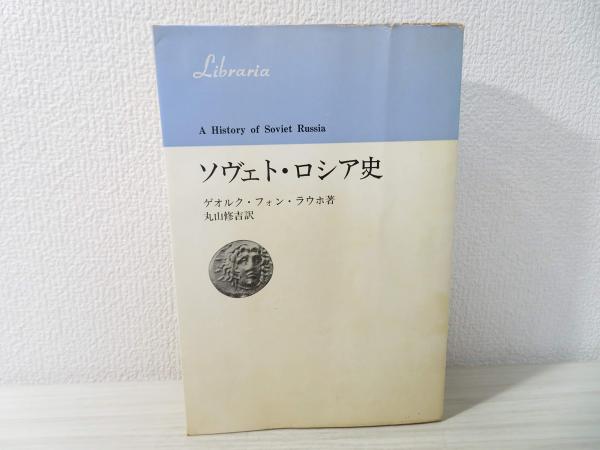 Libraria
A History of Soviet Russia
ソヴェト・ロシア史
ゲオルク・フォン・ラウホ著
丸山修吉訳